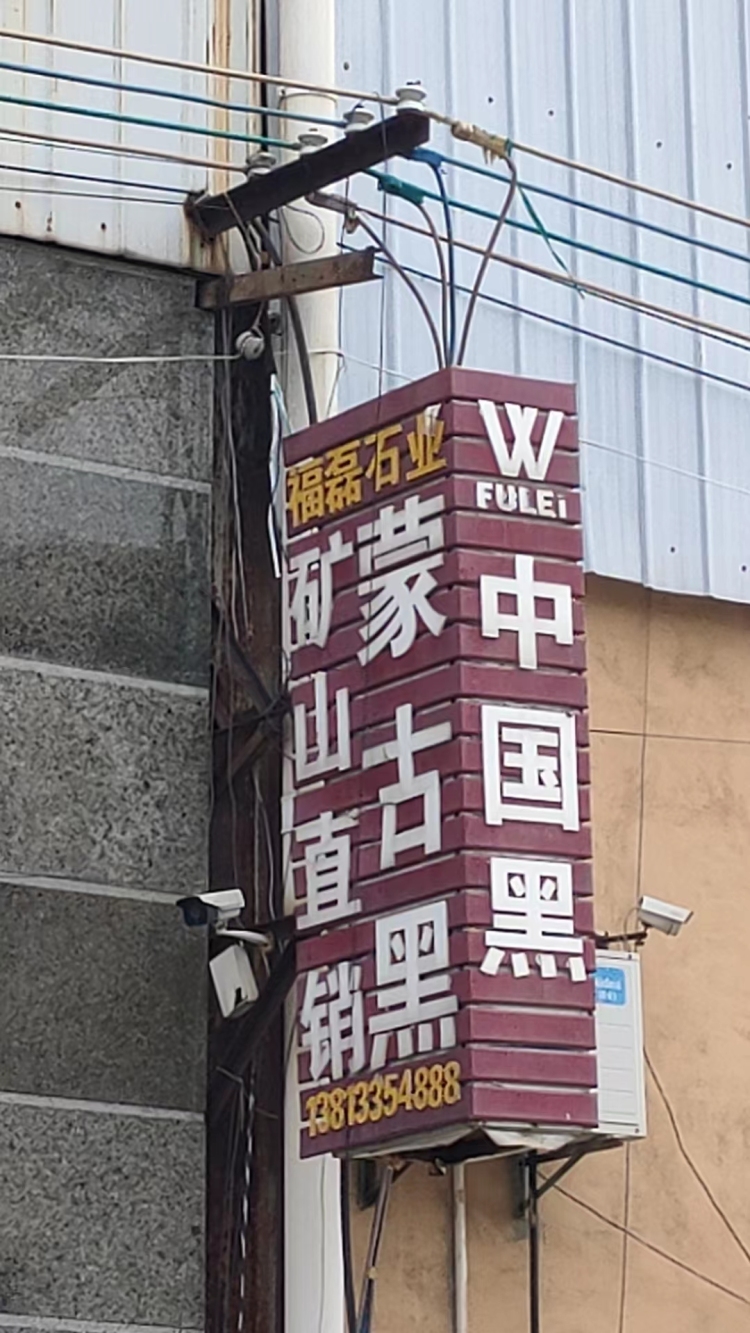 福磊石业
蒙古黑
矿山直销
13813354888
W
FULEi
中国黑